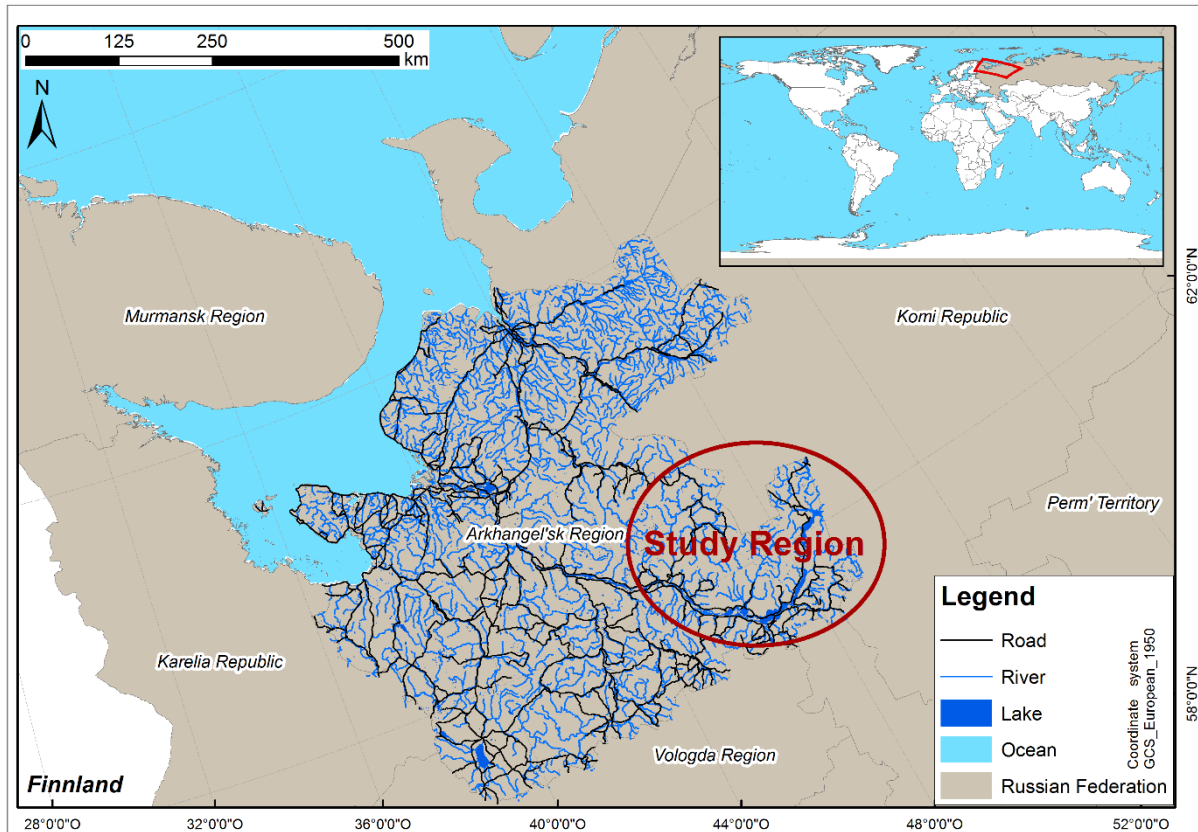 0 125 250 500
km
N
Murmansk Region
Komi Republic
62°0'0"N
Perm' Territory
Arkhangel'sk Region
Study Region
Karelia Republic
Vologda Region
Finnland
Legend
Road
River
Lake
Ocean
Russian Federation
Coordinate system
GCS_European_1950
58°0'0"N
28°0'0"O 32°0'0"O 36°0'0"O 40°0'0"O 44°0'0"O 48°0'0"O 52°0'0"O